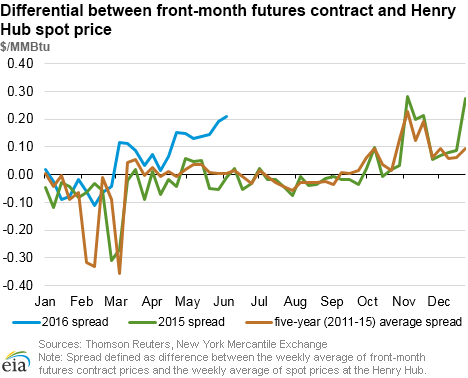 Differential between front-month futures contract and Henry
Hub spot price
$/MMBtu
0.40
0.30
0.20
0.10
0.00
-0.10
-0.20
-0.30
-0.40
Jan Feb Mar Apr May Jun Jul Aug Sep Oct Nov Dec
2016 spread 2015 spread five-year (2011-15) average spread
Sources: Thomson Reuters, New York Mercantile Exchange
Note: Spread defined as difference between the weekly average of front-month
futures contract prices and the weekly average of spot prices at the Henry Hub.
eia